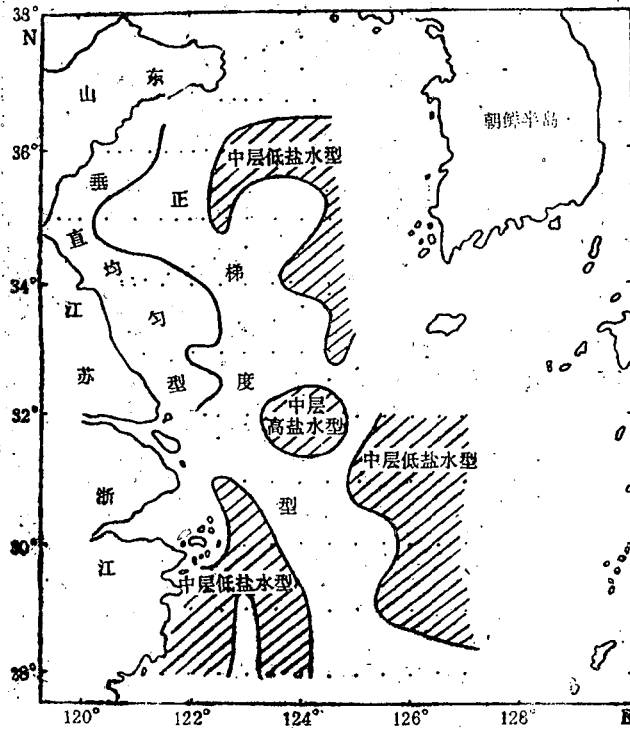 38°
N
山 东
朝鲜半岛
36°
中层低盐水型
垂 正
直
均 梯
34°
江
匀
苏 型 度
中层
高盐水型
32°
中层低盐水型
浙
型
30°
江
中层低盐水型
28°
120° 122° 124° 126° 128°